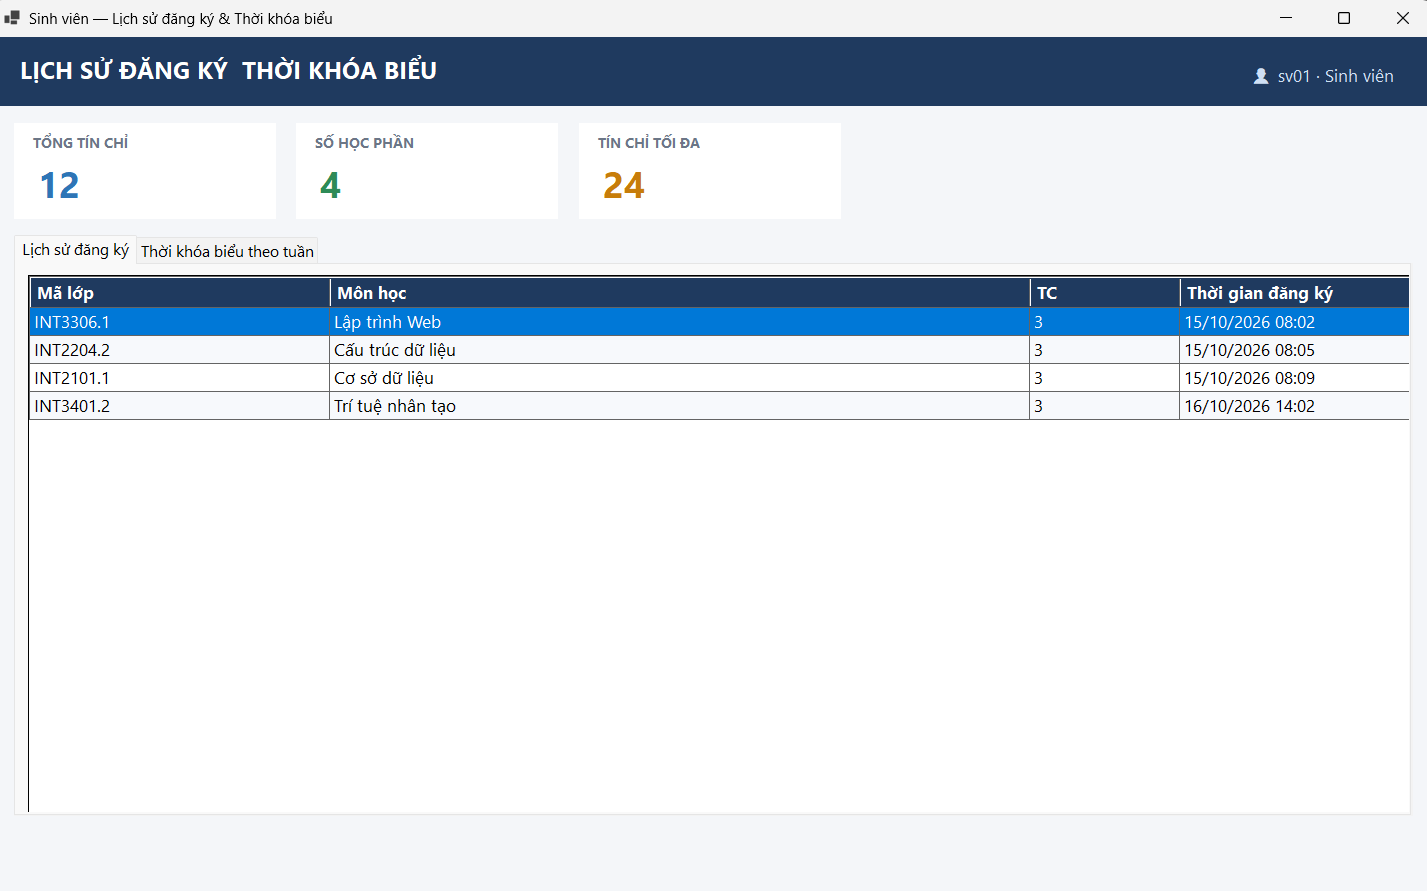 Sinh viên — Lịch sử đăng ký & Thời khóa biểu
LỊCH SỬ ĐĂNG KÝ  THỜI KHÓA BIỂU
sv01 · Sinh viên
TỔNG TÍN CHỈ
12
SỐ HỌC PHẦN
4
TÍN CHỈ TỐI ĐA
24
Lịch sử đăng ký
Thời khóa biểu theo tuần
Mã lớp Môn học TC Thời gian đăng ký
INT3306.1 Lập trình Web 3 15/10/2026 08:02
INT2204.2 Cấu trúc dữ liệu 3 15/10/2026 08:05
INT2101.1 Cơ sở dữ liệu 3 15/10/2026 08:09
INT3401.2 Trí tuệ nhân tạo 3 16/10/2026 14:02